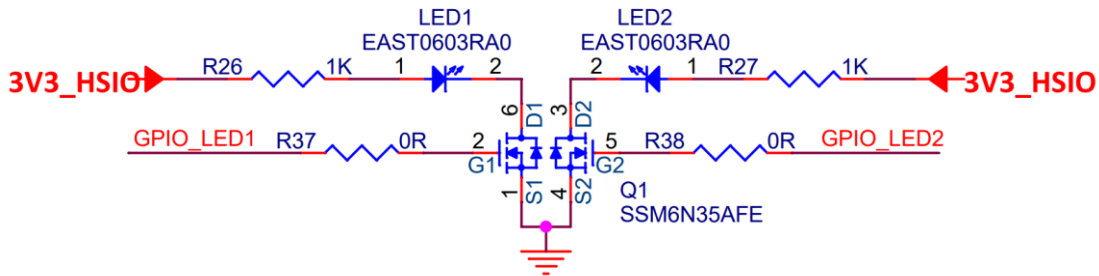 LED1 LED2
EAST0603RA0 EAST0603RA0
R26 1K 1 2 2 1 R27 1K
3V3_HSIO 3V3_HSIO
6 D1 3 D2
GPIO_LED1 R37 0R 2 5 R38 0R GPIO_LED2
G1 G2
1 S1 4 S2
Q1
SSM6N35AFE